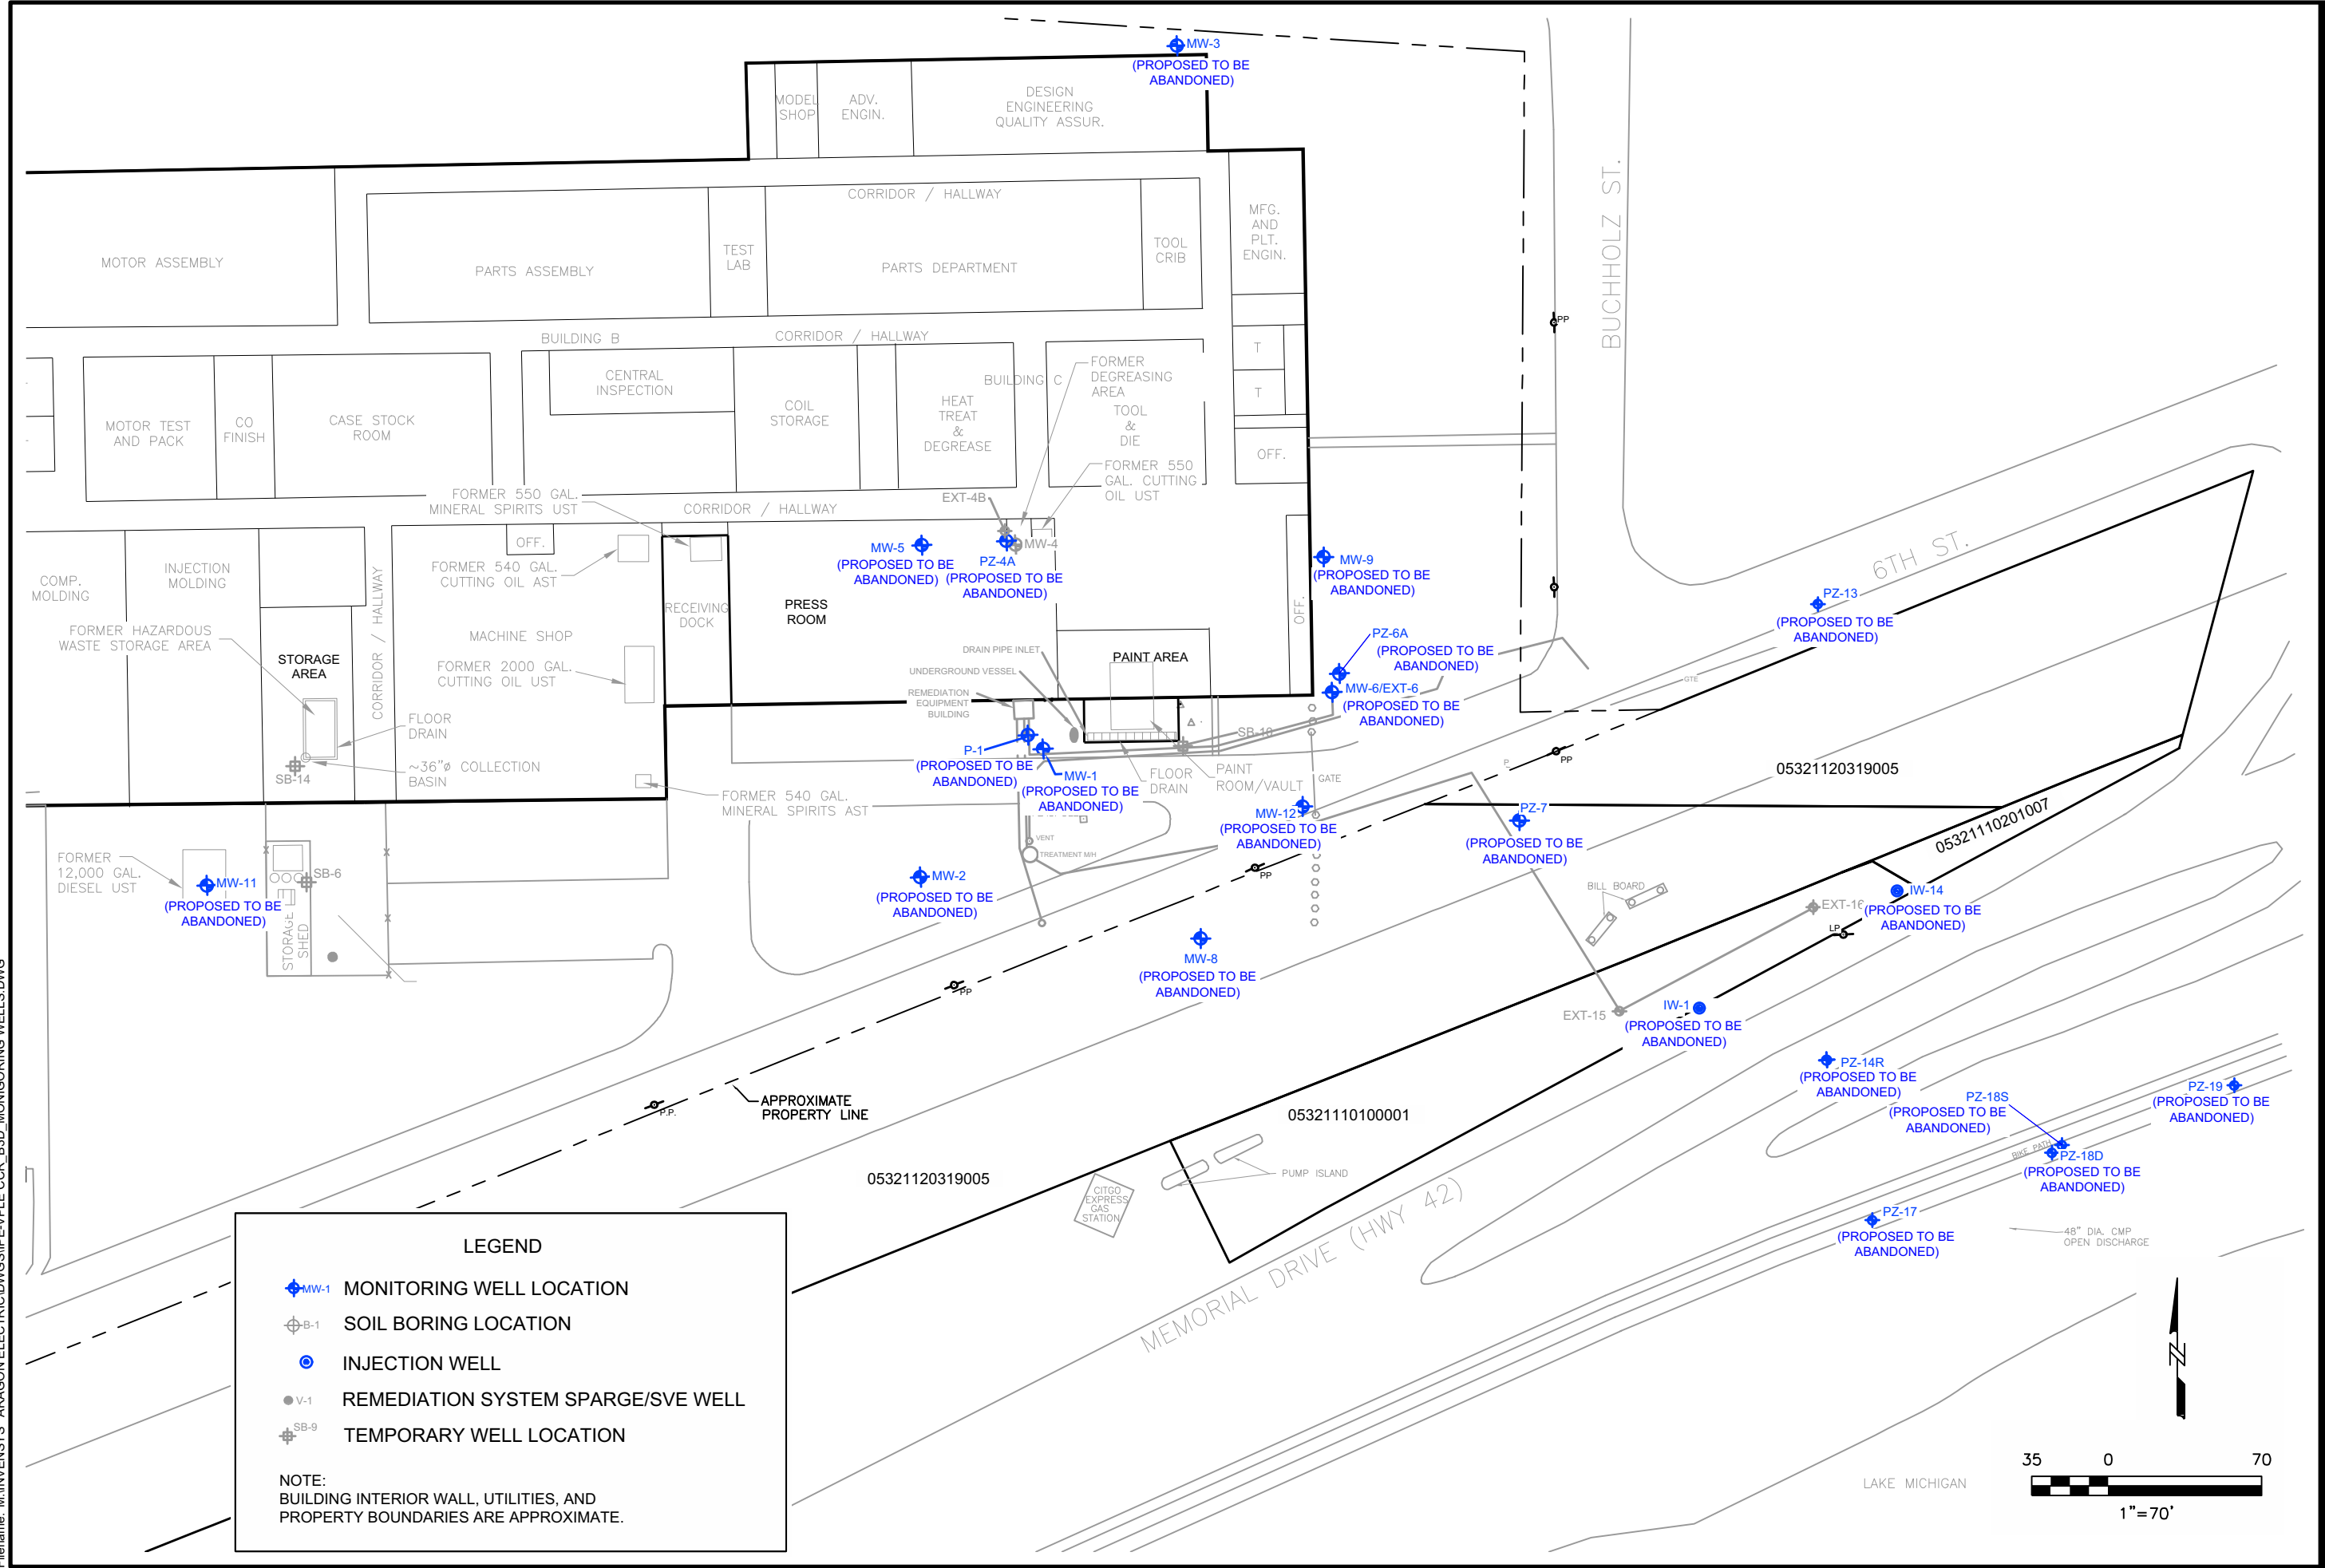 MW-3
(PROPOSED TO BE
ABANDONED)
MODEL
SHOP
ADV.
ENGIN.
DESIGN
ENGINEERING
QUALITY ASSUR.
BUCHHOLZ ST.
CORRIDOR / HALLWAY
MFG.
AND
PLT.
ENGIN.
MOTOR ASSEMBLY
PARTS ASSEMBLY
TEST
LAB
PARTS DEPARTMENT
TOOL
CRIB
PP
BUILDING B
CORRIDOR / HALLWAY
T
T
OFF.
CENTRAL
INSPECTION
BUILDING C
FORMER
DEGREASING
AREA
COIL
STORAGE
HEAT
TREAT
&
DEGREASE
TOOL
&
DIE
MOTOR TEST
AND PACK
CO
FINISH
CASE STOCK
ROOM
FORMER 550
GAL. CUTTING
OIL UST
FORMER 550 GAL.
MINERAL SPIRITS UST
EXT-4B
CORRIDOR / HALLWAY
OFF.
MW-5
(PROPOSED TO BE
ABANDONED)
MW-4
PZ-4A
(PROPOSED TO BE
ABANDONED)
MW-9
(PROPOSED TO BE
ABANDONED)
6TH ST.
COMP.
MOLDING
INJECTION
MOLDING
FORMER 540 GAL.
CUTTING OIL AST
CORRIDOR / HALLWAY
RECEIVING
DOCK
PRESS
ROOM
OFF.
PZ-13
(PROPOSED TO BE
ABANDONED)
FORMER HAZARDOUS
WASTE STORAGE AREA
STORAGE
AREA
MACHINE SHOP
FORMER 2000 GAL.
CUTTING OIL UST
DRAIN PIPE INLET
UNDERGROUND VESSEL
REMEDIATION
EQUIPMENT
BUILDING
PAINT AREA
PZ-6A
(PROPOSED TO BE
ABANDONED)
MW-6/EXT-6
(PROPOSED TO BE
ABANDONED)
GTE
FLOOR
DRAIN
SB-10
~36"Ø COLLECTION
BASIN
SB-14
P-1
(PROPOSED TO BE
ABANDONED)
MW-1
(PROPOSED TO BE
ABANDONED)
FLOOR
DRAIN
PAINT
ROOM/VAULT
GATE
P
PP
05321120319005
FORMER 540 GAL.
MINERAL SPIRITS AST
MW-12
(PROPOSED TO BE
ABANDONED)
PZ-7
(PROPOSED TO BE
ABANDONED)
05321110201007
VENT
TREATMENT M/H
PP
FORMER
12,000 GAL.
DIESEL UST
MW-11
(PROPOSED TO BE
ABANDONED)
SB-6
STORAGE
SHED
MW-2
(PROPOSED TO BE
ABANDONED)
BILL BOARD
EXT-16
LP
IW-14
(PROPOSED TO BE
ABANDONED)
MW-8
(PROPOSED TO BE
ABANDONED)
PP
EXT-15
IW-1
(PROPOSED TO BE
ABANDONED)
PZ-14R
(PROPOSED TO BE
ABANDONED)
PZ-18S
(PROPOSED TO BE
ABANDONED)
PZ-19
(PROPOSED TO BE
ABANDONED)
P.P.
APPROXIMATE
PROPERTY LINE
05321110100001
BIKE PATH
PZ-18D
(PROPOSED TO BE
ABANDONED)
05321120319005
PUMP ISLAND
CITGO
EXPRESS
GAS
STATION
MEMORIAL DRIVE (HWY 42)
PZ-17
(PROPOSED TO BE
ABANDONED)
48" DIA. CMP
OPEN DISCHARGE
LEGEND
MW-1 MONITORING WELL LOCATION
B-1 SOIL BORING LOCATION
INJECTION WELL
V-1 REMEDIATION SYSTEM SPARGE/SVE WELL
SB-9 TEMPORARY WELL LOCATION
NOTE:
BUILDING INTERIOR WALL, UTILITIES, AND
PROPERTY BOUNDARIES ARE APPROXIMATE.
N
LAKE MICHIGAN
35 0 70
1"=70'